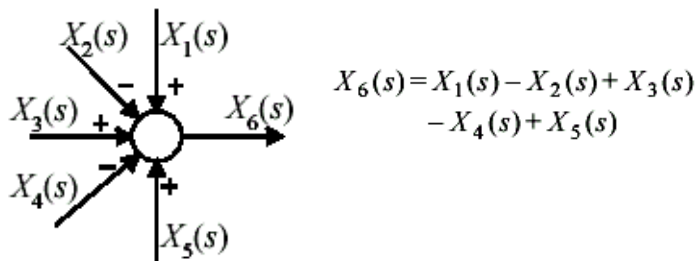 X₂(s)
X₁(s)
−
+
X₃(s)
+
X₆(s)
−
X₄(s)
+
X₅(s)
X₆(s)=X₁(s)−X₂(s)+X₃(s)
−X₄(s)+X₅(s)